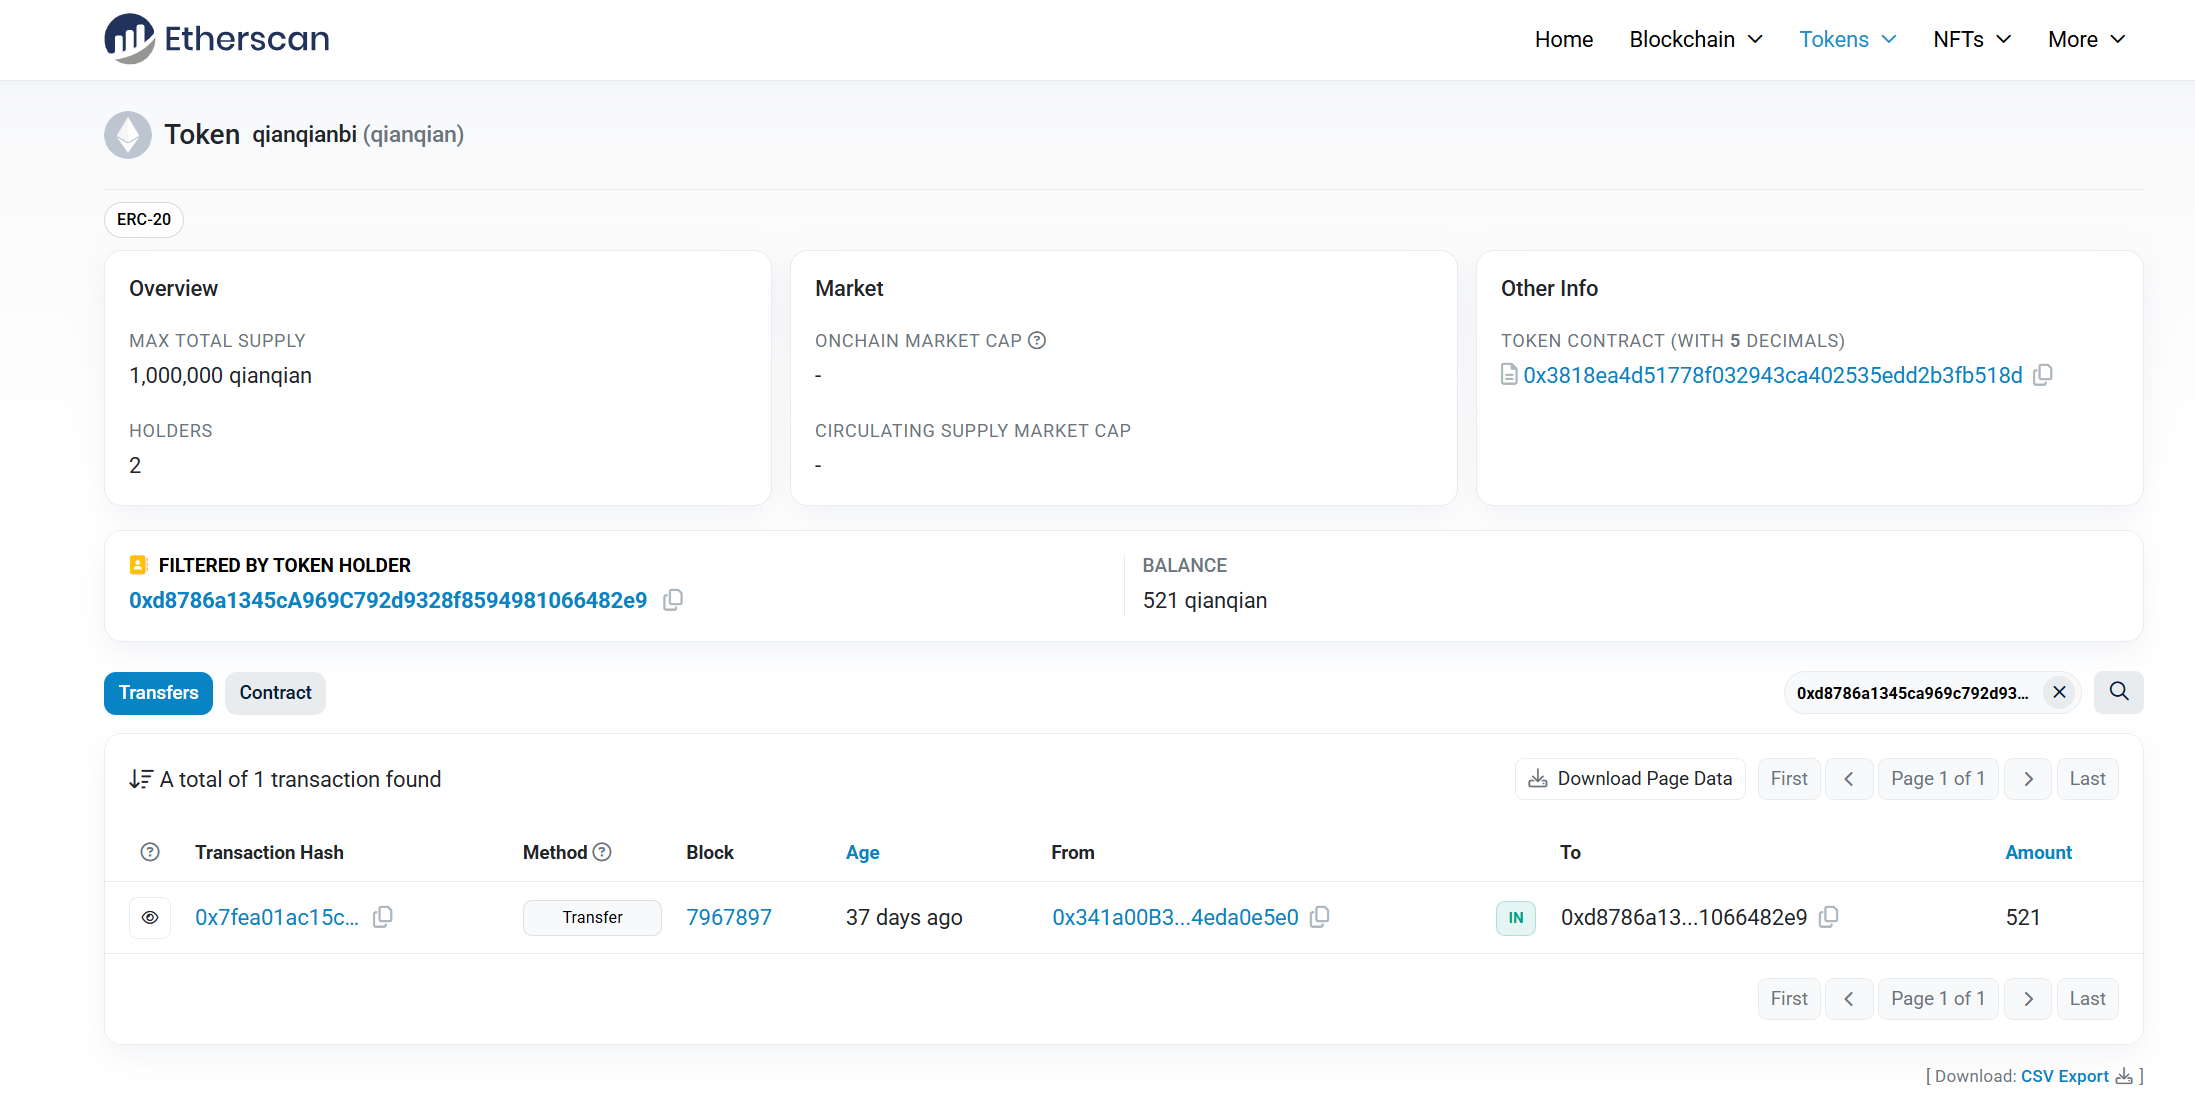 Etherscan
Home Blockchain Tokens NFTs More
Token qianqianbi (qianqian)
ERC-20
Overview
MAX TOTAL SUPPLY
1,000,000 qianqian
HOLDERS
2
Market
ONCHAIN MARKET CAP
-
CIRCULATING SUPPLY MARKET CAP
-
Other Info
TOKEN CONTRACT (WITH 5 DECIMALS)
0x3818ea4d51778f032943ca402535edd2b3fb518d
FILTERED BY TOKEN HOLDER
0xd8786a1345cA969C792d9328f8594981066482e9
BALANCE
521 qianqian
Transfers Contract
0xd8786a1345ca969c792d93...
A total of 1 transaction found
Download Page Data First Page 1 of 1 Last
Transaction Hash Method Block Age From To Amount
0x7fea01ac15c... Transfer 7967897 37 days ago 0x341a00B3...4eda0e5e0 IN 0xd8786a13...1066482e9 521
First Page 1 of 1 Last
[ Download: CSV Export ]